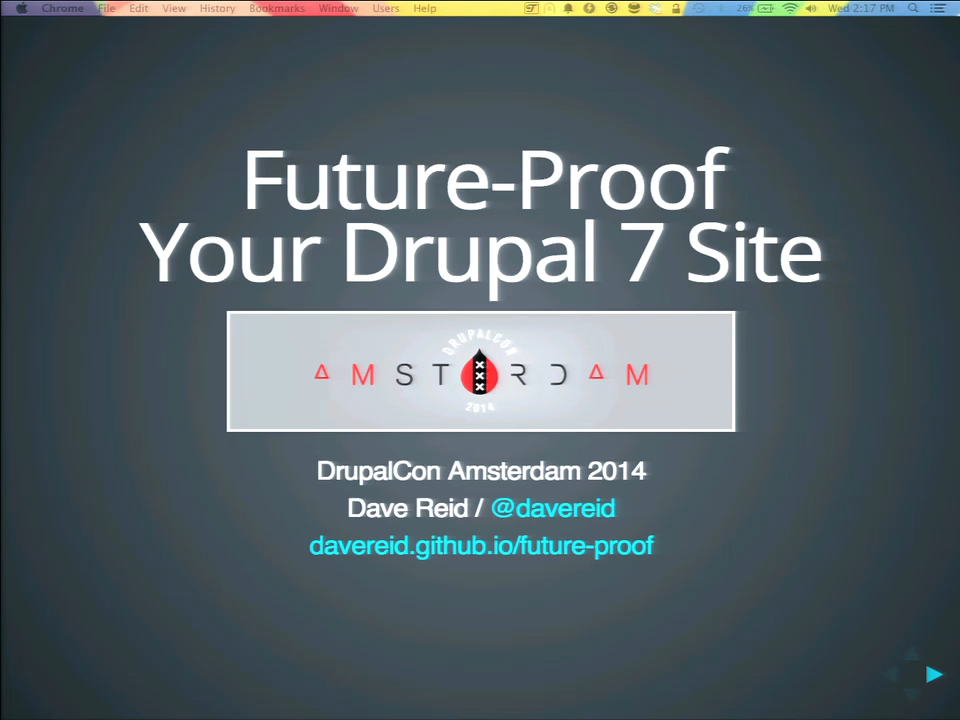 Chrome File Edit View History Bookmarks Window Users Help 26% Wed 2:17 PM
Future-Proof
Your Drupal 7 Site
DRUPALCON
AMSTERDAM
2014
DrupalCon Amsterdam 2014
Dave Reid / @davereid
davereid.github.io/future-proof